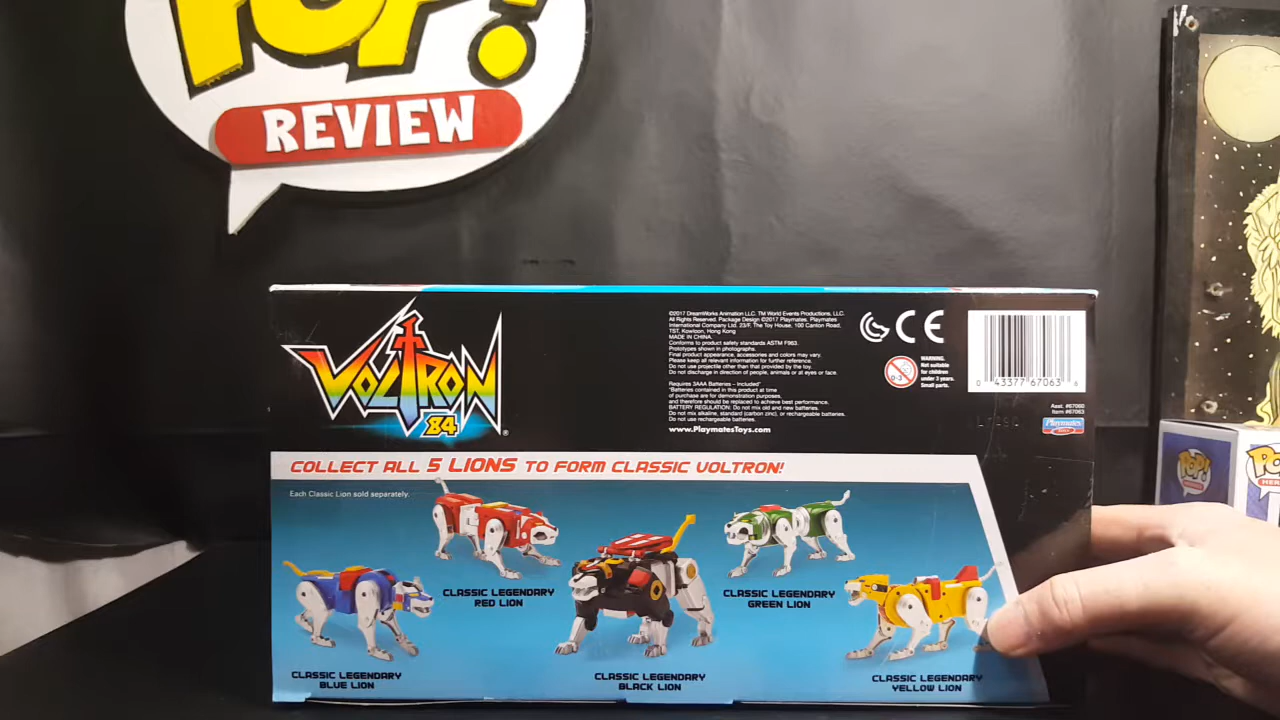 POP!
REVIEW
VOLTRON
84
©2017 DreamWorks Animation LLC. TM World Events Productions, LLC.
All Rights Reserved. Package Design ©2017 Playmates. Playmates
International Company Ltd. 23/F, The Toy House, 100 Canton Road,
TST, Kowloon, Hong Kong
MADE IN CHINA.
Conforms to product safety standards ASTM F963.
Prototypes shown in photographs.
Final product appearance, accessories and colors may vary.
Please keep all relevant information for further reference.
Do not use projectile other than that provided by the toy.
Do not discharge in direction of people, animals or at eyes or face.
Requires 3AAA Batteries – Included*
*Batteries contained in this product at time
of purchase are for demonstration purposes,
and therefore should be replaced to achieve best performance.
BATTERY REGULATION: Do not mix old and new batteries.
Do not mix alkaline, standard (carbon zinc), or rechargeable batteries.
Do not use rechargeable batteries.
www.PlaymatesToys.com
CE
0-3
WARNING.
Not suitable
for children
under 3 years.
Small parts.
0 43377 67063 8
Asst. #67060
Item #67063
Playmates
COLLECT ALL 5 LIONS TO FORM CLASSIC VOLTRON!
Each Classic Lion sold separately.
CLASSIC LEGENDARY
RED LION
CLASSIC LEGENDARY
GREEN LION
CLASSIC LEGENDARY
BLUE LION
CLASSIC LEGENDARY
BLACK LION
CLASSIC LEGENDARY
YELLOW LION
POP!